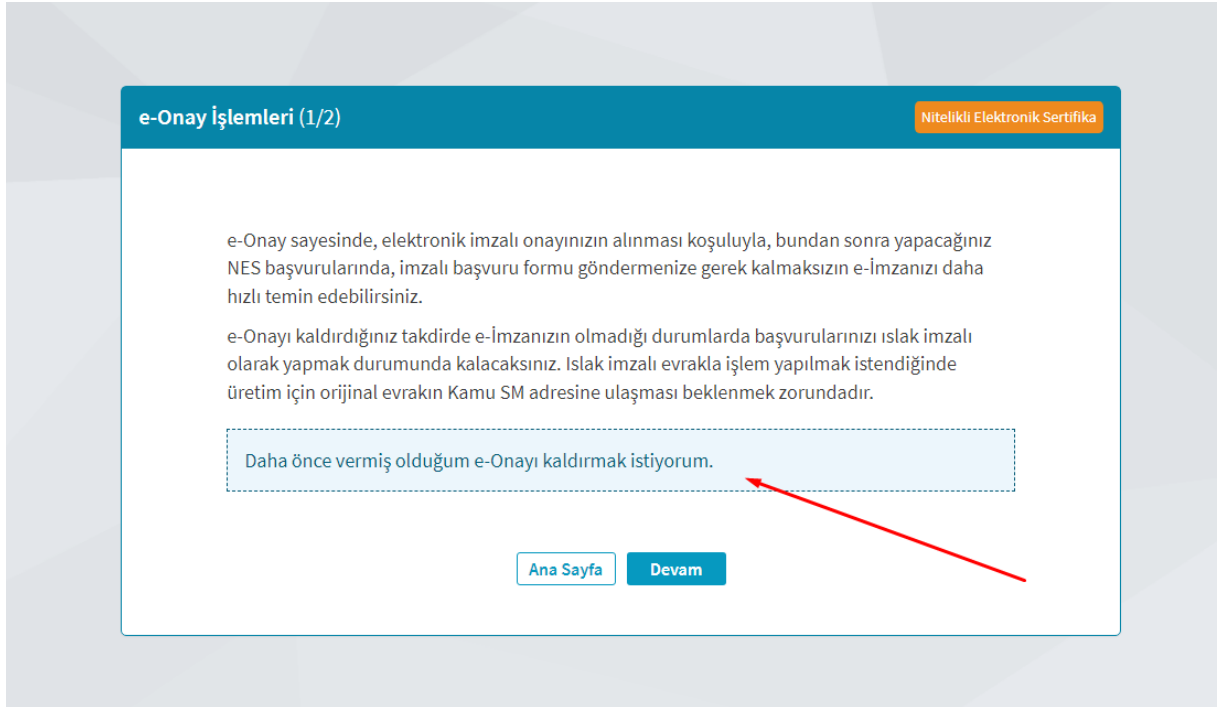 e-Onay İşlemleri (1/2)
Nitelikli Elektronik Sertifika
e-Onay sayesinde, elektronik imzalı onayınızın alınması koşuluyla, bundan sonra yapacağınız
NES başvurularında, imzalı başvuru formu göndermenize gerek kalmaksızın e-İmzanızı daha
hızlı temin edebilirsiniz.
e-Onayı kaldırdığınız takdirde e-İmzanızın olmadığı durumlarda başvurularınızı ıslak imzalı
olarak yapmak durumunda kalacaksınız. Islak imzalı evrakla işlem yapılmak istendiğinde
üretim için orijinal evrakın Kamu SM adresine ulaşması beklenmek zorundadır.
Daha önce vermiş olduğum e-Onayı kaldırmak istiyorum.
Ana Sayfa
Devam